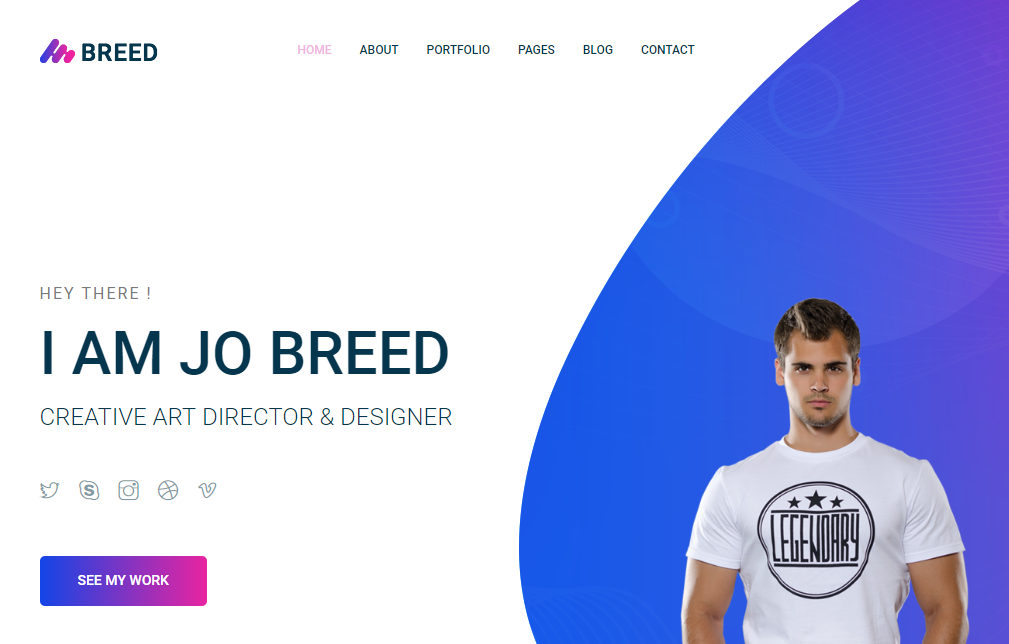 BREED
HOME ABOUT PORTFOLIO PAGES BLOG CONTACT
HEY THERE !
I AM JO BREED
CREATIVE ART DIRECTOR & DESIGNER
SEE MY WORK
LEGENDARY